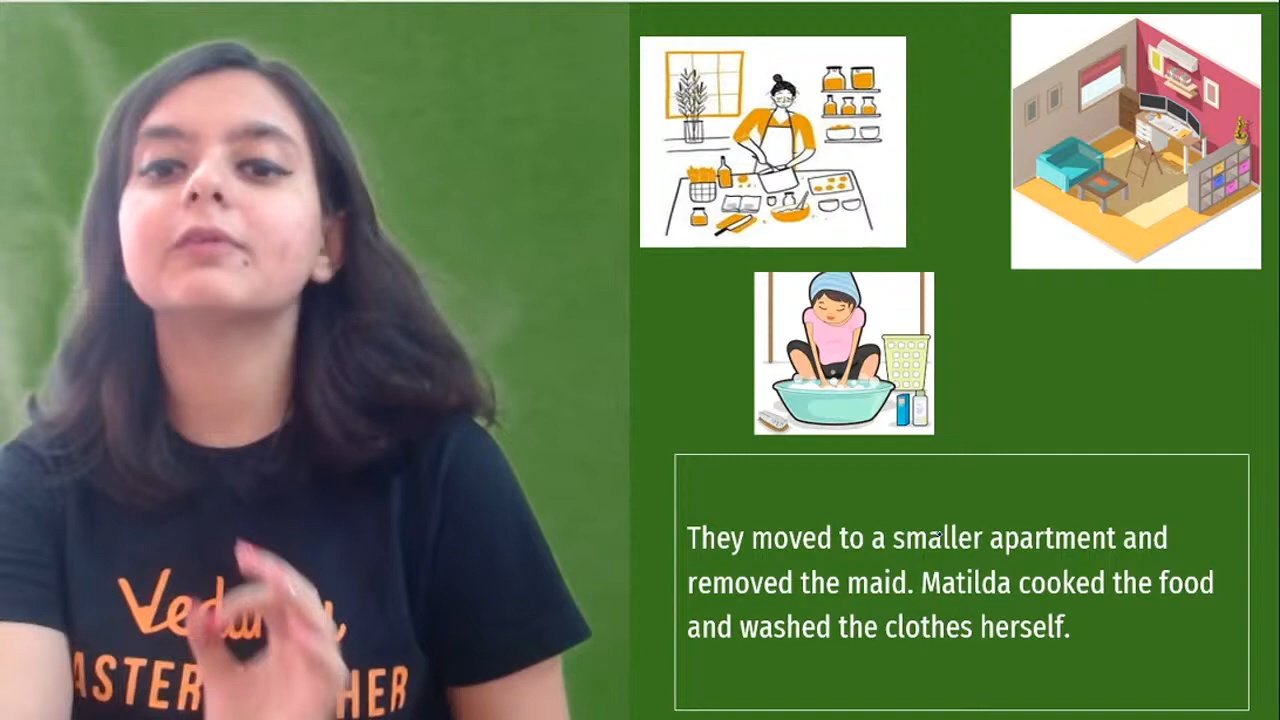 They moved to a smaller apartment and
removed the maid. Matilda cooked the food
and washed the clothes herself.